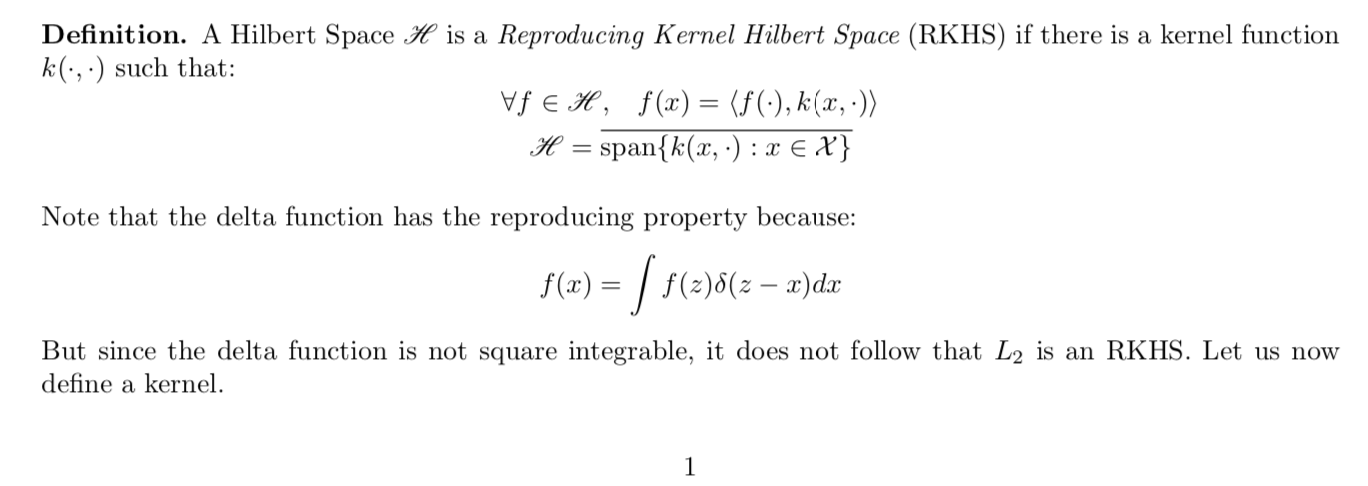 Definition. A Hilbert Space ℋ is a Reproducing Kernel Hilbert Space (RKHS) if there is a kernel function
k(·, ·) such that:
∀f ∈ ℋ, f(x) = ⟨f(·), k(x, ·)⟩
ℋ = \overline{span{k(x, ·) : x ∈ 𝒳}}
Note that the delta function has the reproducing property because:
f(x) = ∫ f(z)δ(z − x)dx
But since the delta function is not square integrable, it does not follow that L₂ is an RKHS. Let us now
define a kernel.
1